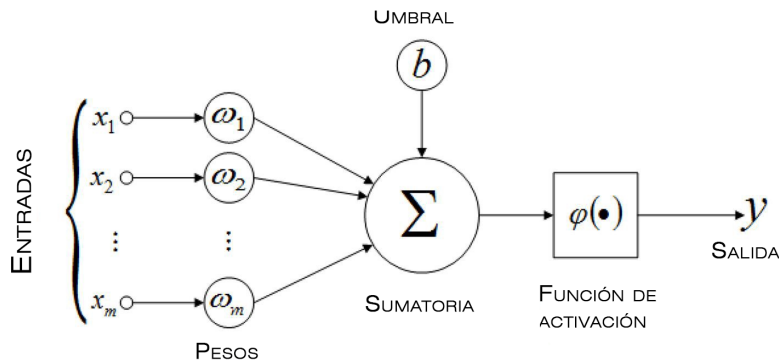 UMBRAL
b
ENTRADAS
x₁ ω₁
x₂ ω₂
⋮ ⋮
xₘ ωₘ
PESOS
Σ
SUMATORIA
φ(•)
FUNCIÓN DE
ACTIVACIÓN
y
SALIDA